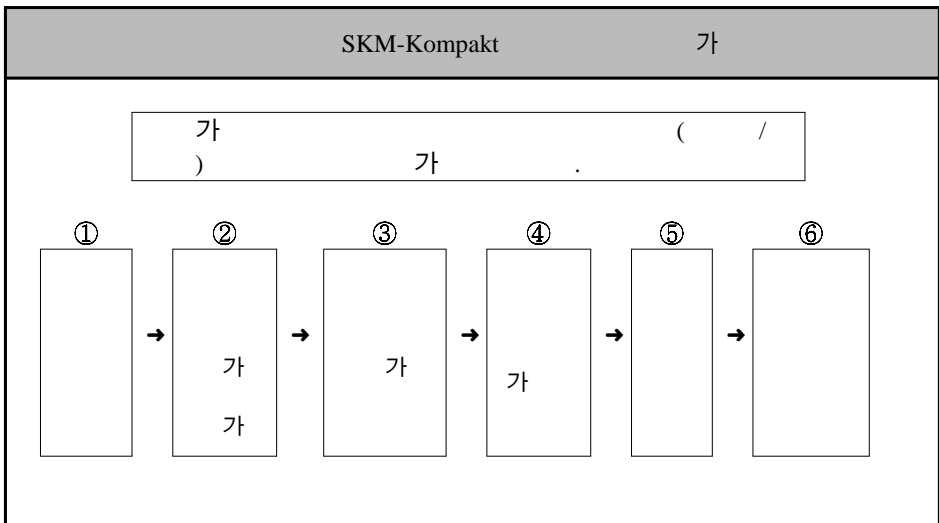 SKM-Kompakt 가
가 ( /
) 가 .
① ② ③ ④ ⑤ ⑥
➜ ➜ ➜ ➜ ➜
가 가
가
가